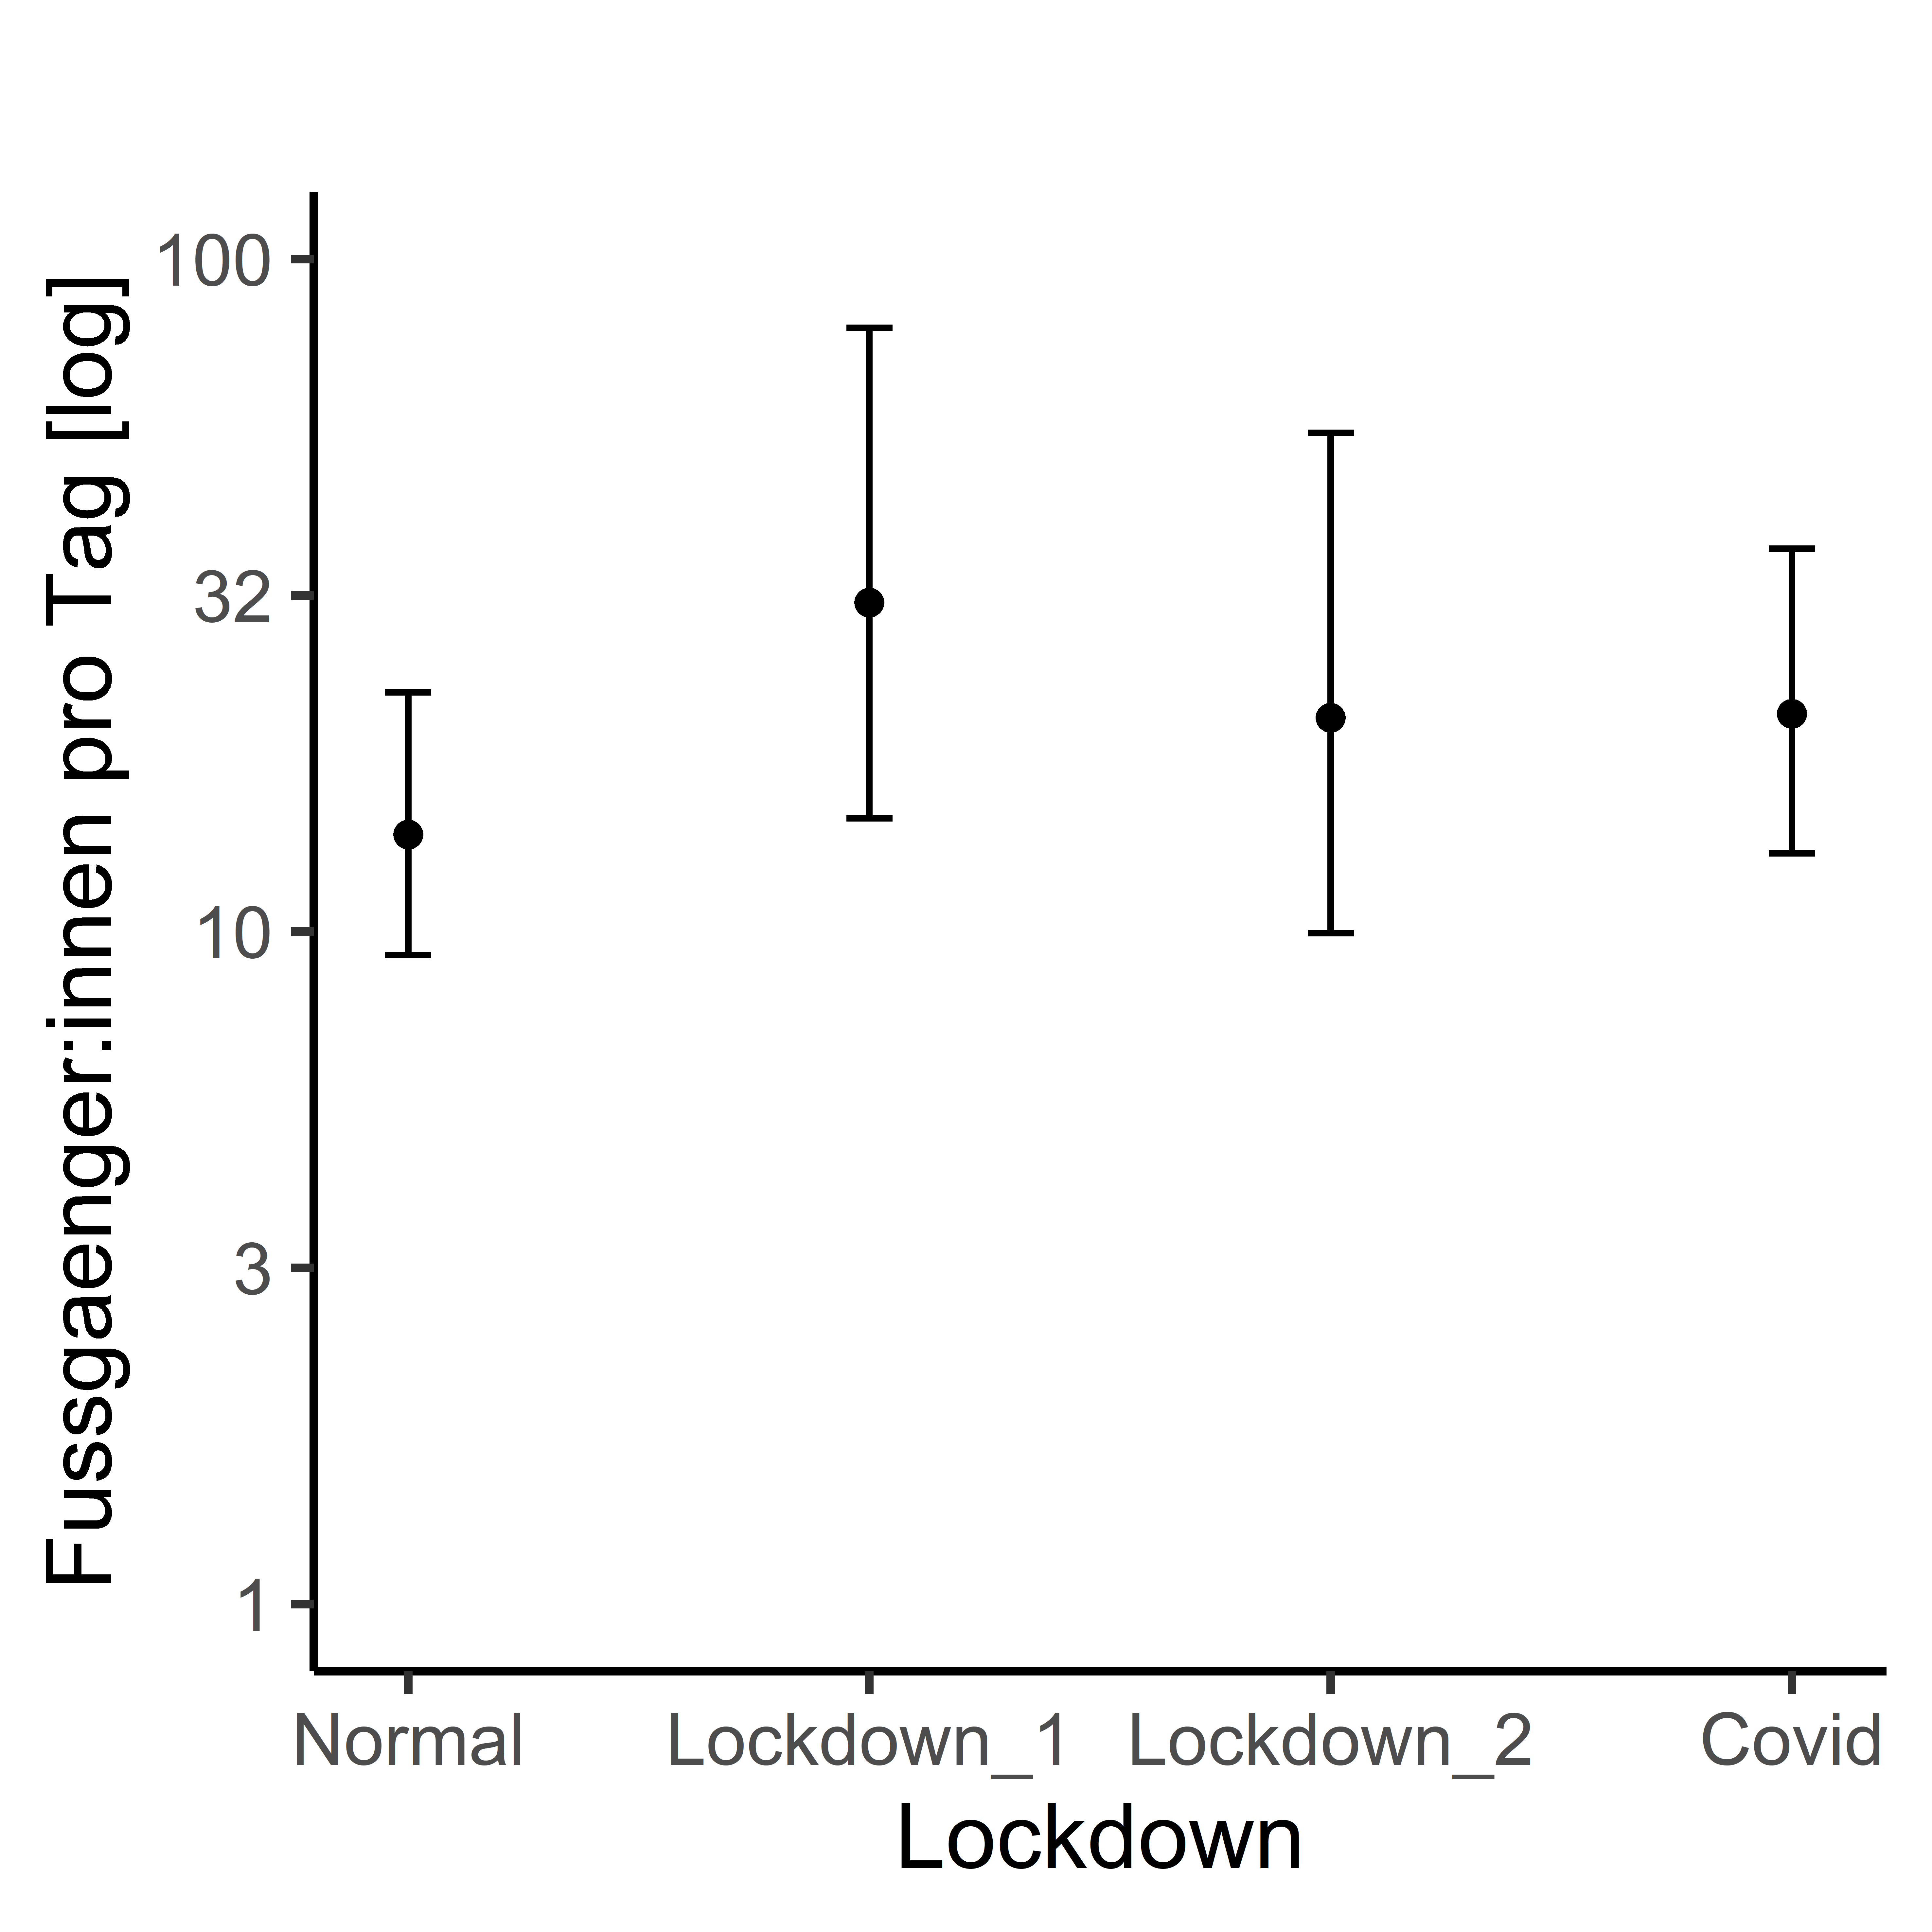 Fussgaenger:innen pro Tag [log]
100
32
10
3
1
Normal
Lockdown_1
Lockdown_2
Covid
Lockdown